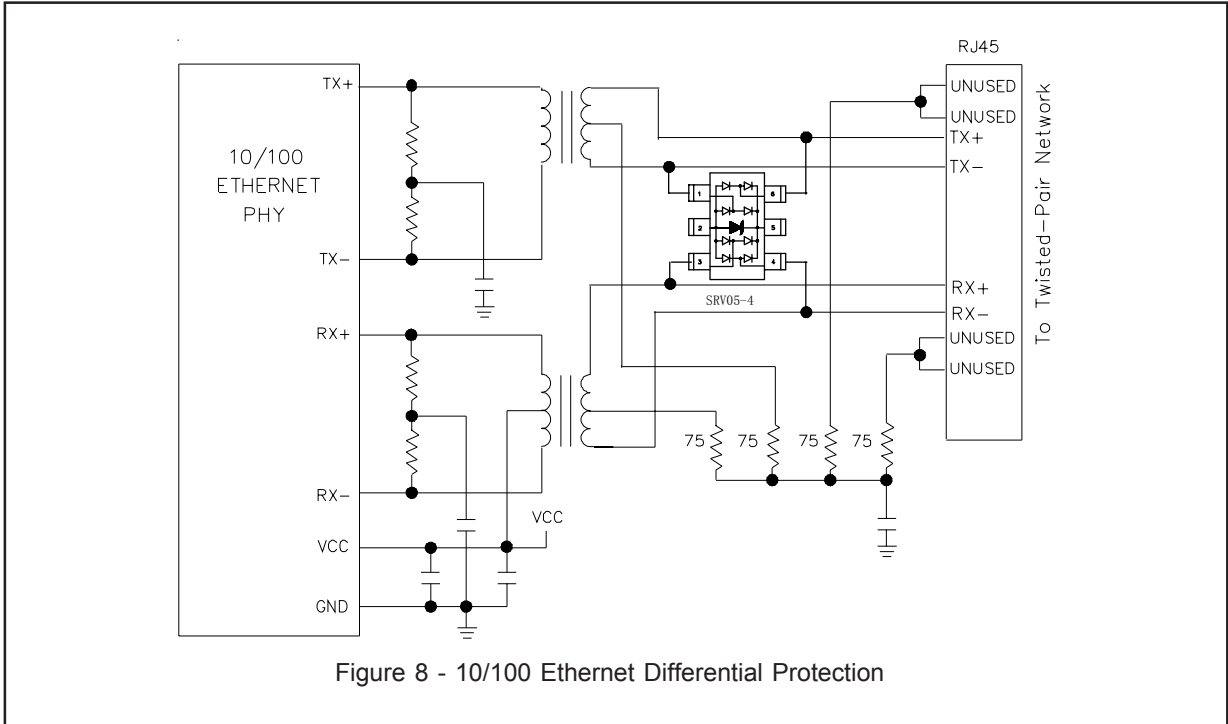 RJ45
TX+
10/100
ETHERNET
PHY
TX-
RX+
RX-
VCC
GND
VCC
1
2
3
6
5
4
SRV05-4
UNUSED
UNUSED
TX+
TX-
RX+
RX-
UNUSED
UNUSED
To Twisted-Pair Network
75
75
75
75
Figure 8 - 10/100 Ethernet Differential Protection